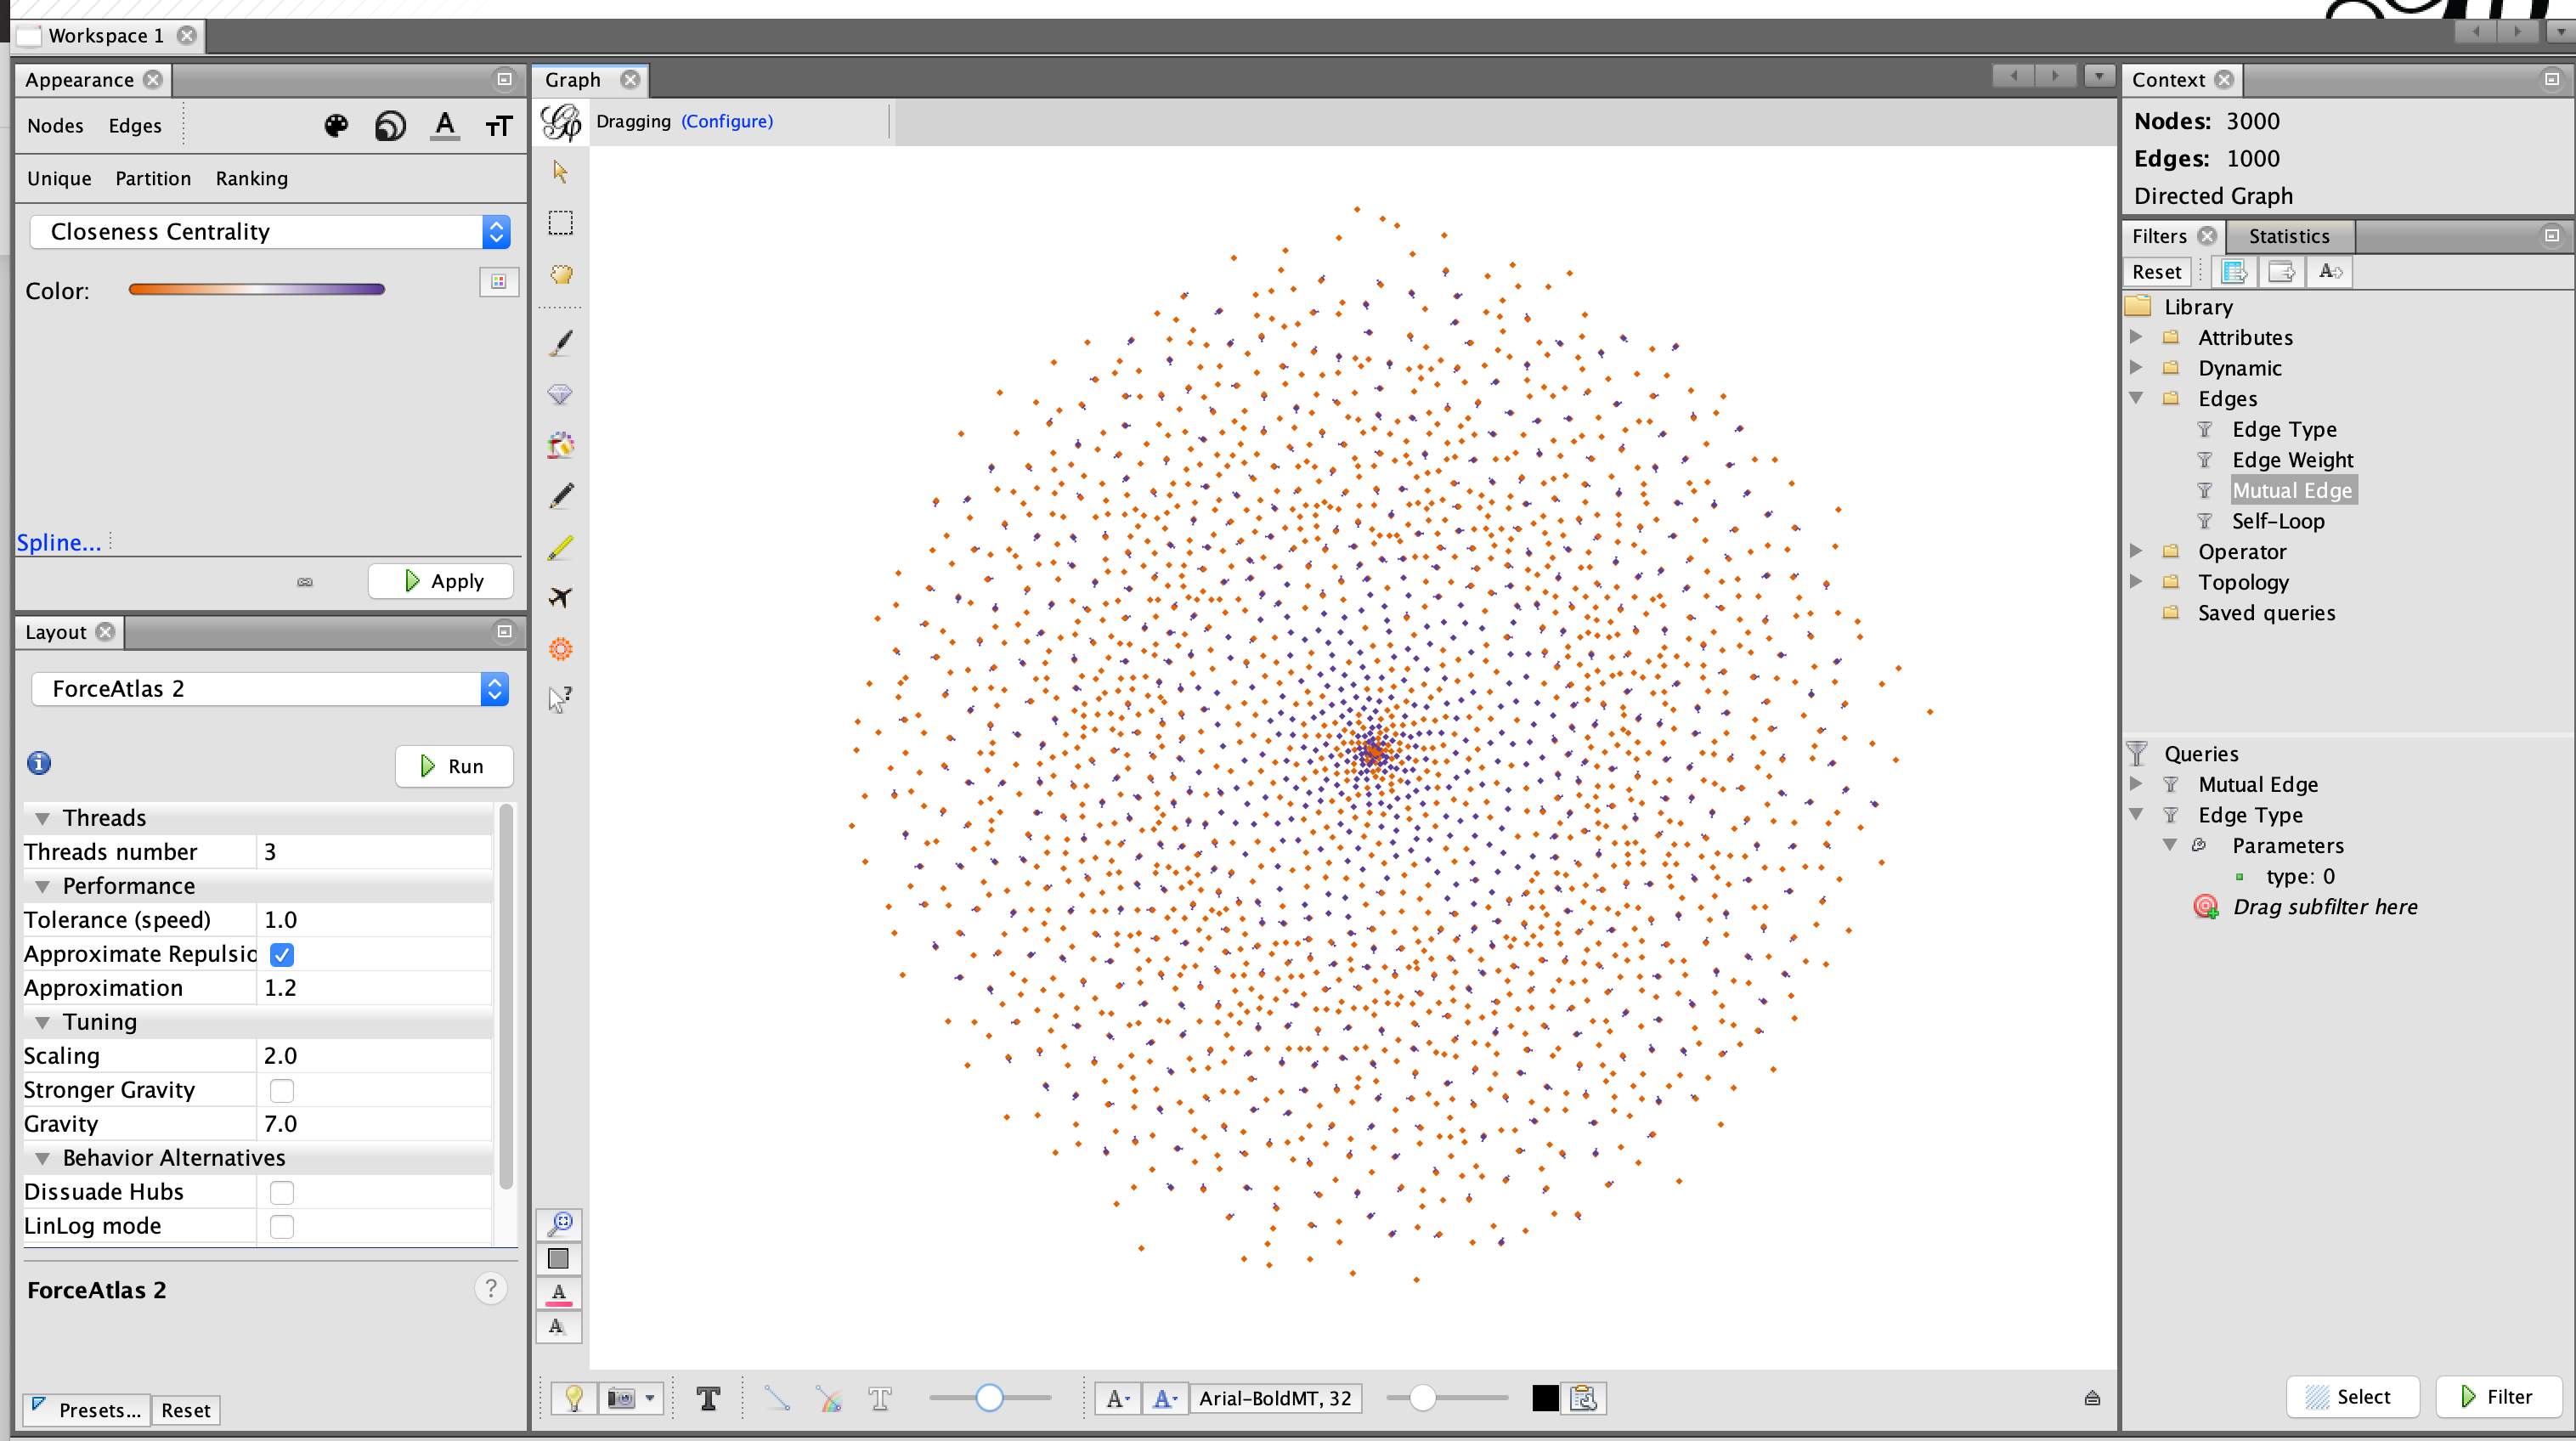 Workspace 1
Appearance
Nodes Edges
Unique Partition Ranking
Closeness Centrality
Color:
Spline...
Apply
Layout
ForceAtlas 2
Run
Threads
Threads number 3
Performance
Tolerance (speed) 1.0
Approximate Repulsio
Approximation 1.2
Tuning
Scaling 2.0
Stronger Gravity
Gravity 7.0
Behavior Alternatives
Dissuade Hubs
LinLog mode
ForceAtlas 2
?
Presets... Reset
Graph
Dragging (Configure)
Arial-BoldMT, 32
Context
Nodes: 3000
Edges: 1000
Directed Graph
Filters Statistics
Reset
Library
Attributes
Dynamic
Edges
Edge Type
Edge Weight
Mutual Edge
Self-Loop
Operator
Topology
Saved queries
Queries
Mutual Edge
Edge Type
Parameters
type: 0
Drag subfilter here
Select Filter